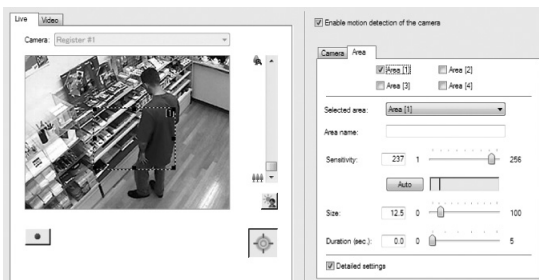 Live Video
Camera: Register #1
[1]
Enable motion detection of the camera
Camera Area
Area [1] Area [2]
Area [3] Area [4]
Selected area: Area [1]
Area name:
Sensitivity: 237 1 256
Auto
Size: 12.5 0 100
Duration (sec.): 0.0 0 5
Detailed settings